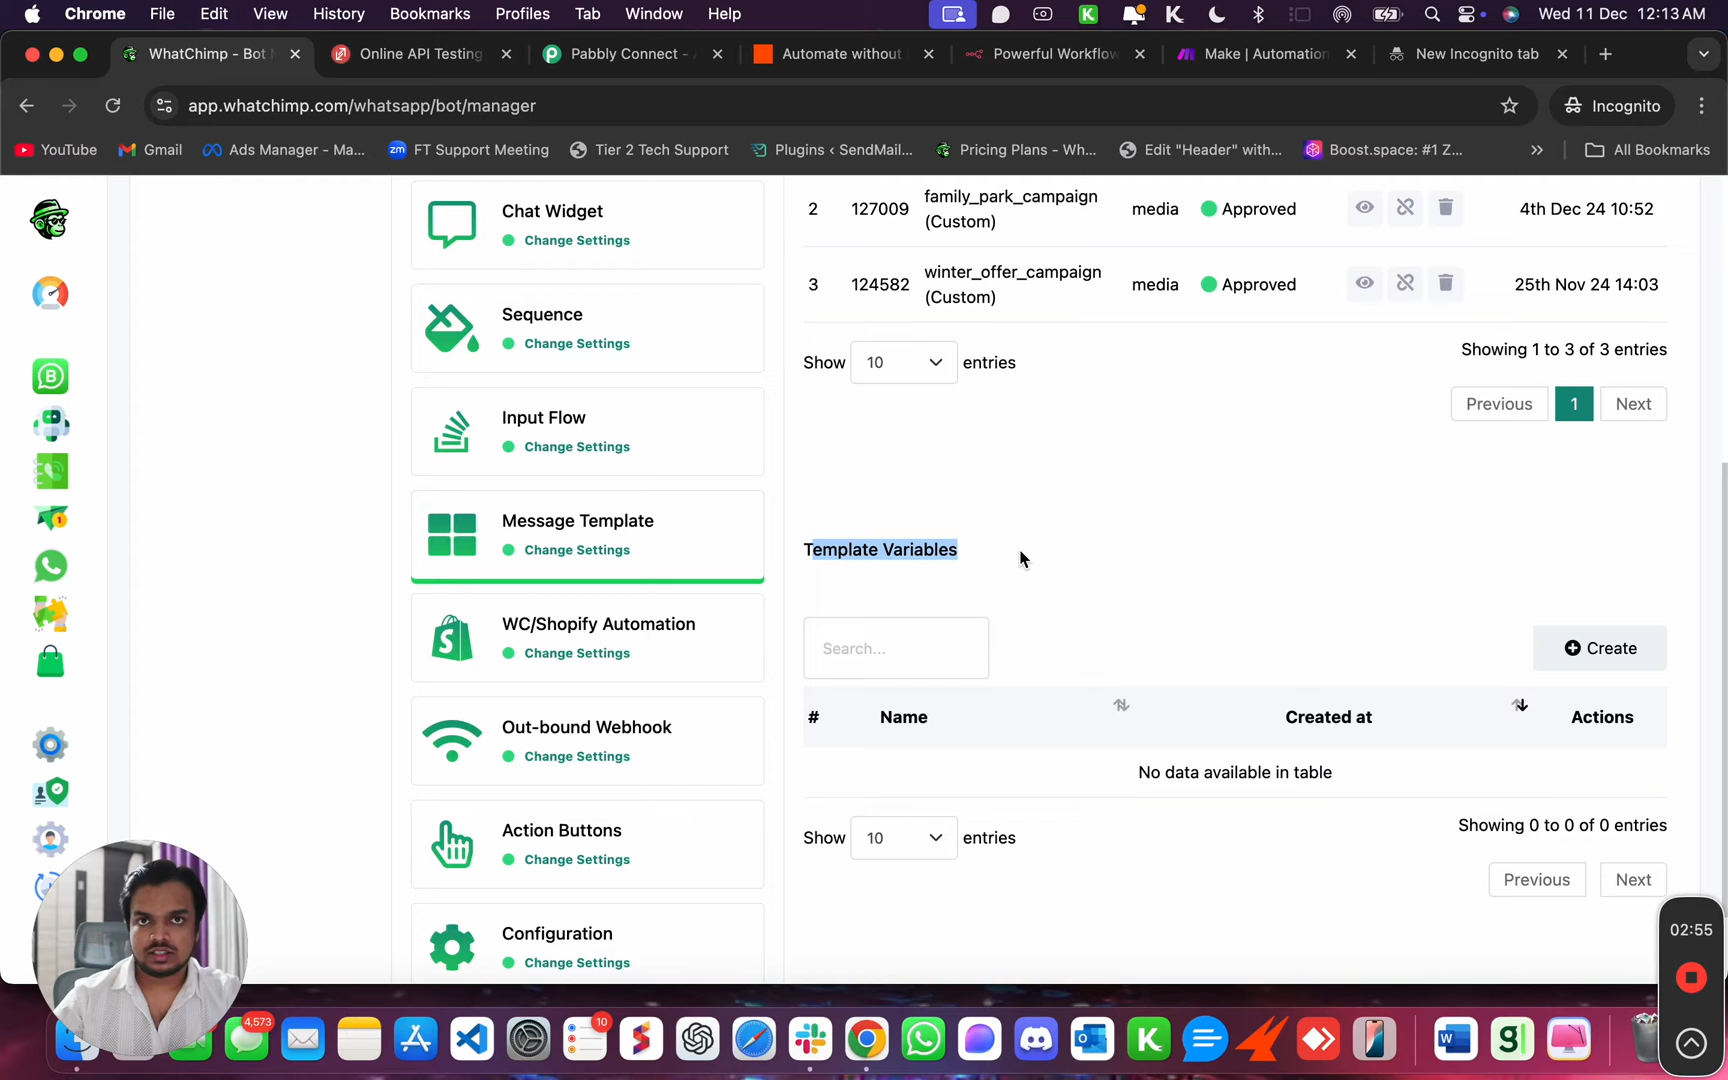 Chrome File Edit View History Bookmarks Profiles Tab Window Help Wed 11 Dec 12:13 AM
WhatChimp - Bot Online API Testing Pabbly Connect - Automate without Powerful Workflow Make | Automation New Incognito tab
app.whatchimp.com/whatsapp/bot/manager Incognito
YouTube Gmail Ads Manager - Ma... FT Support Meeting Tier 2 Tech Support Plugins ‹ SendMail... Pricing Plans - Wh... Edit "Header" with... Boost.space: #1 Z... All Bookmarks
Chat Widget
Change Settings
Sequence
Change Settings
Input Flow
Change Settings
Message Template
Change Settings
WC/Shopify Automation
Change Settings
Out-bound Webhook
Change Settings
Action Buttons
Change Settings
Configuration
Change Settings
2 127009 family_park_campaign (Custom) media Approved 4th Dec 24 10:52
3 124582 winter_offer_campaign (Custom) media Approved 25th Nov 24 14:03
Show 10 entries
Showing 1 to 3 of 3 entries
Previous 1 Next
Template Variables
Search... Create
# Name Created at Actions
No data available in table
Show 10 entries
Showing 0 to 0 of 0 entries
Previous Next
02:55
4,573
10
1